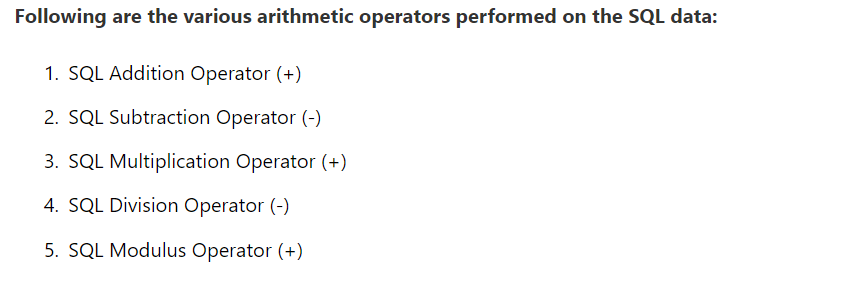 Following are the various arithmetic operators performed on the SQL data:
1. SQL Addition Operator (+)
2. SQL Subtraction Operator (-)
3. SQL Multiplication Operator (+)
4. SQL Division Operator (-)
5. SQL Modulus Operator (+)